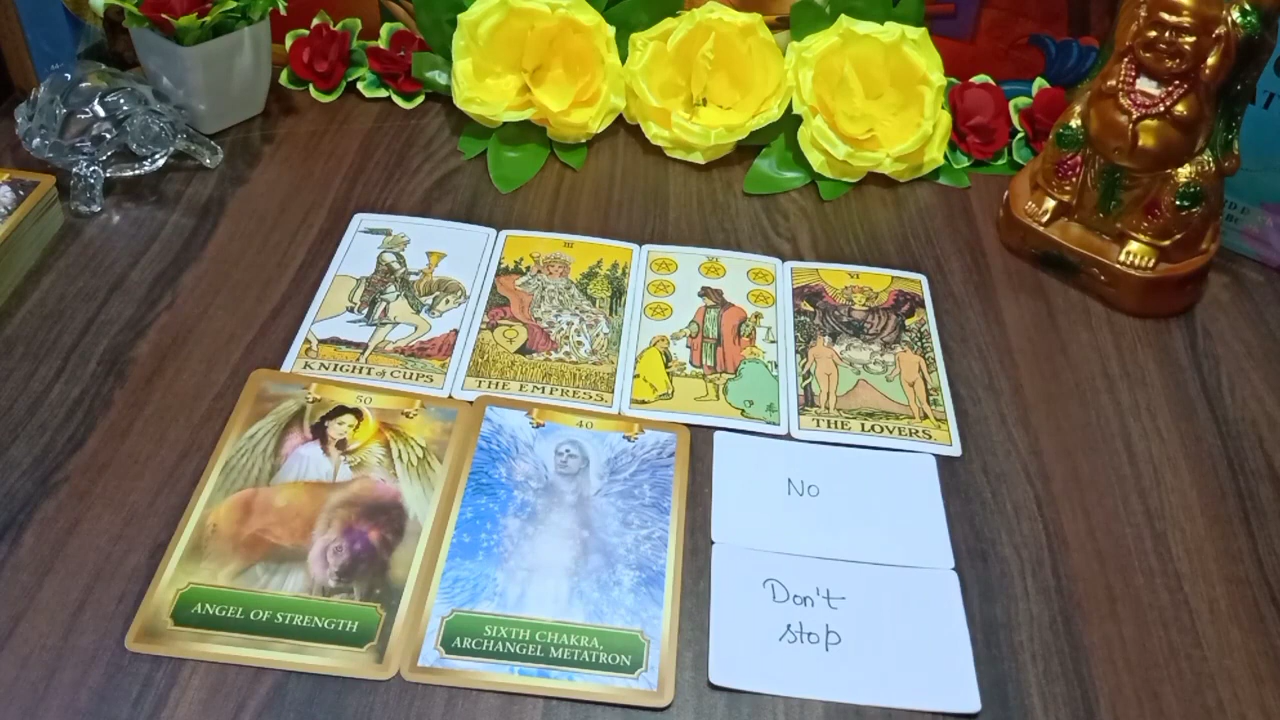 KNIGHT of CUPS
III
THE EMPRESS.
VI
VI
THE LOVERS.
50
ANGEL OF STRENGTH
40
SIXTH CHAKRA,
ARCHANGEL METATRON
No
Don't
stop